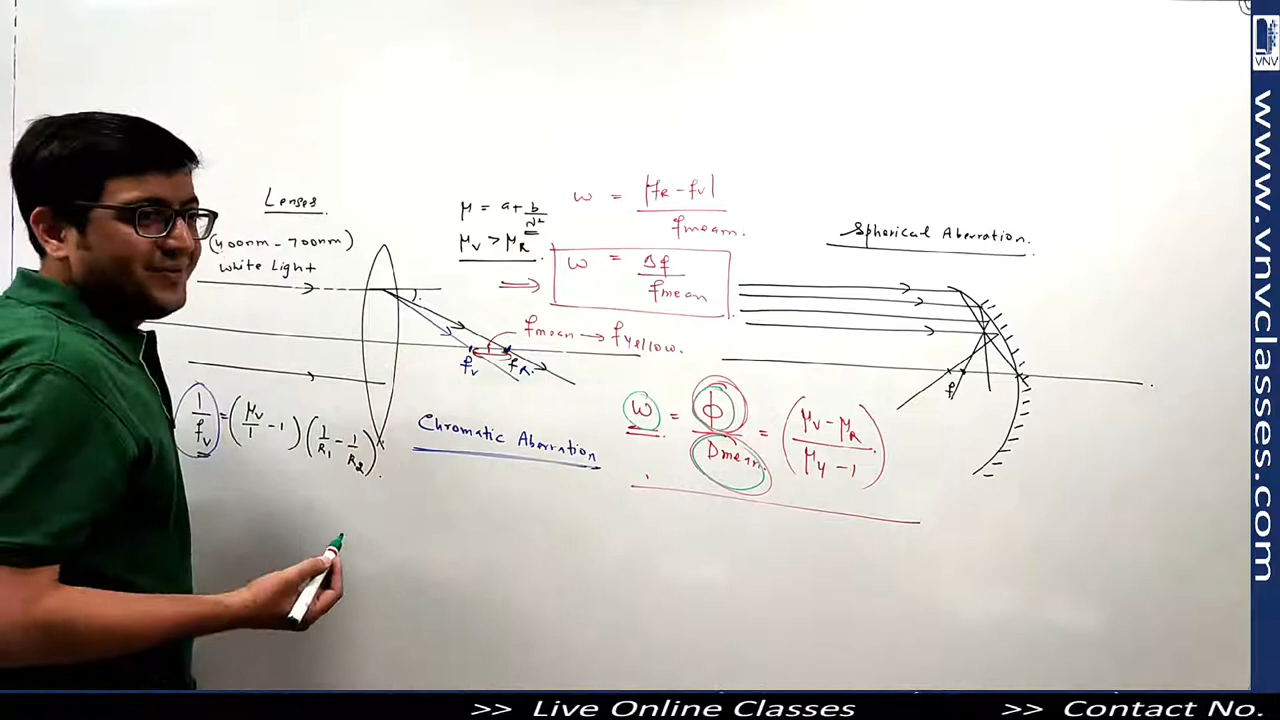 Lenses
(400nm - 700nm)
White Light
μ = a + b/λ²
μv > μR
ω = |fR - fv| / fmean.
⇒ ω = Δf / fmean
fmean → fYellow.
fv
fR.
1/fv = (μv/1 - 1) (1/R1 - 1/R2).
Chromatic Aberration
ω = ϕ / Dmean = (μv - μR / μy - 1)
Spherical Aberration.
f
VNV
www.vnvclasses.com
>> Live Online Classes >> Contact No.